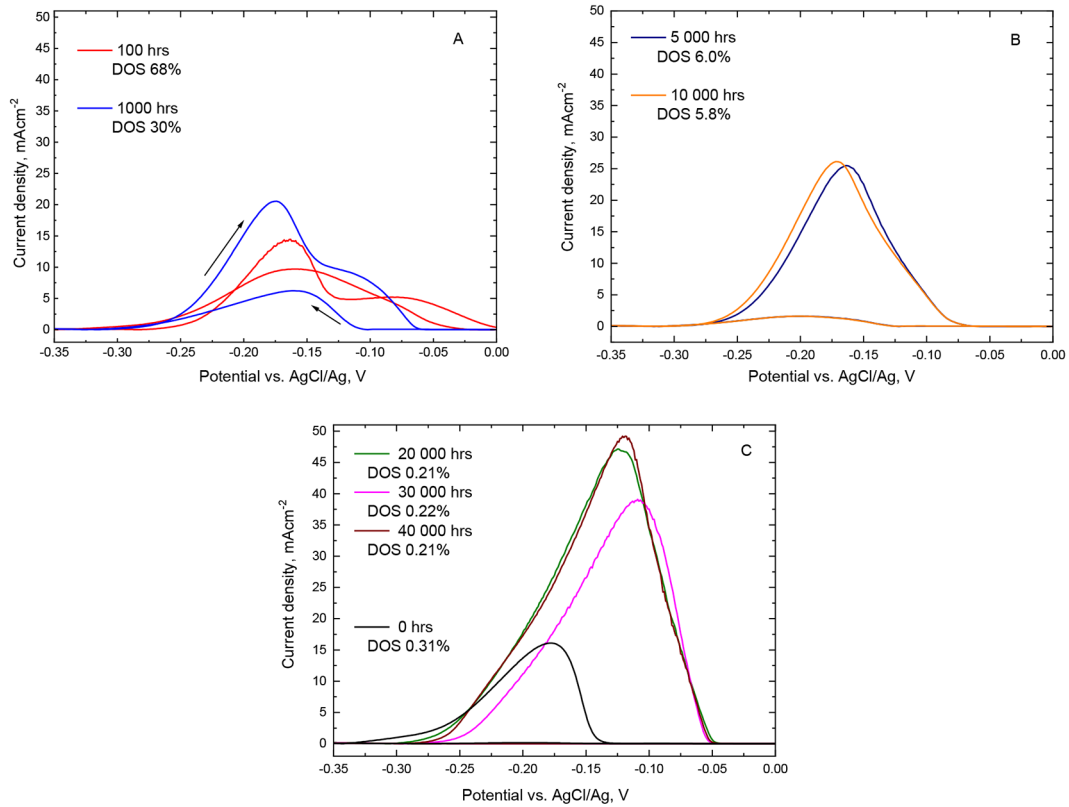 A
50
45
40
35
30
25
20
15
10
5
0
Current density, mAcm-2
100 hrs
DOS 68%
1000 hrs
DOS 30%
-0.35 -0.30 -0.25 -0.20 -0.15 -0.10 -0.05 0.00
Potential vs. AgCl/Ag, V
B
50
45
40
35
30
25
20
15
10
5
0
Current density, mAcm-2
5 000 hrs
DOS 6.0%
10 000 hrs
DOS 5.8%
-0.35 -0.30 -0.25 -0.20 -0.15 -0.10 -0.05 0.00
Potential vs. AgCl/Ag, V
C
50
45
40
35
30
25
20
15
10
5
0
Current density, mAcm-2
20 000 hrs
DOS 0.21%
30 000 hrs
DOS 0.22%
40 000 hrs
DOS 0.21%
0 hrs
DOS 0.31%
-0.35 -0.30 -0.25 -0.20 -0.15 -0.10 -0.05 0.00
Potential vs. AgCl/Ag, V